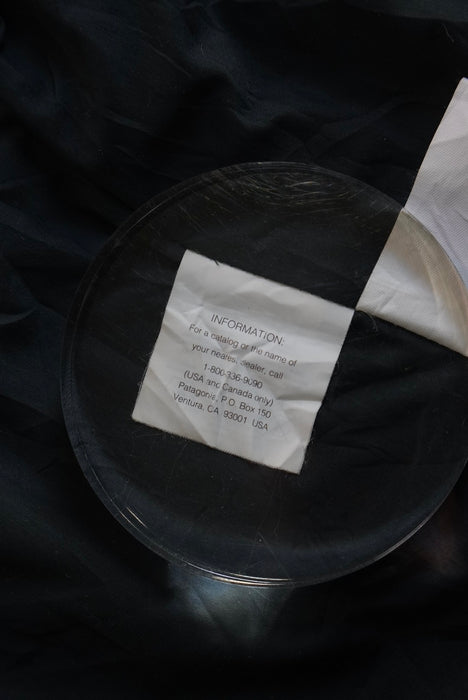 INFORMATION:
For a catalog or the name of
your nearest dealer, call
1-800-336-9090
(USA and Canada only)
Patagonia, P.O. Box 150
Ventura, CA 93001 USA